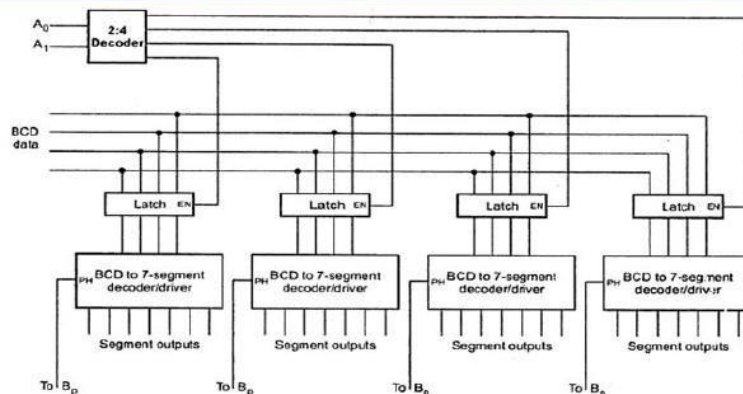 A0
A1
2:4
Decoder
BCD
data
Latch EN
Latch EN
Latch EN
Latch EN
PH BCD to 7-segment
decoder/driver
PH BCD to 7-segment
decoder/driver
PH BCD to 7-segment
decoder/driver
PH BCD to 7-segment
decoder/driver
Segment outputs
Segment outputs
Segment outputs
Segment outputs
To Bp
To Bp
To
To